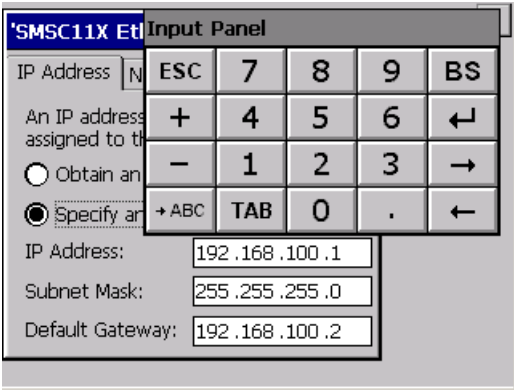 'SMSC11X Etl
Input Panel
IP Address N
ESC 7 8 9 BS
An IP address
assigned to th
+ 4 5 6 ↵
Obtain an
− 1 2 3 →
Specify an
→ABC TAB 0 . ←
IP Address: 192.168.100.1
Subnet Mask: 255.255.255.0
Default Gateway: 192.168.100.2